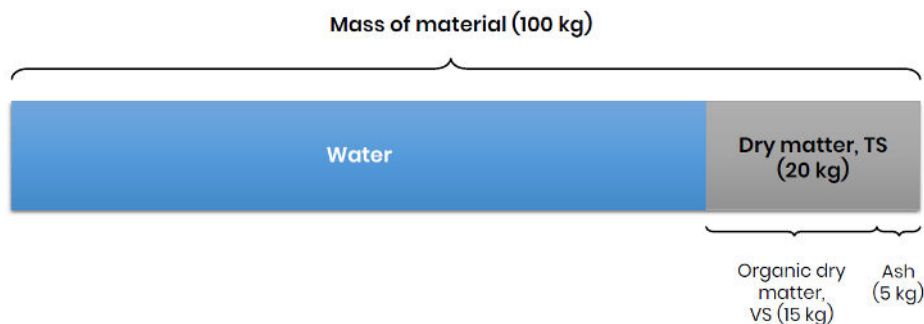 Mass of material (100 kg)
Water
Dry matter, TS
(20 kg)
Organic dry
matter,
VS (15 kg)
Ash
(5 kg)